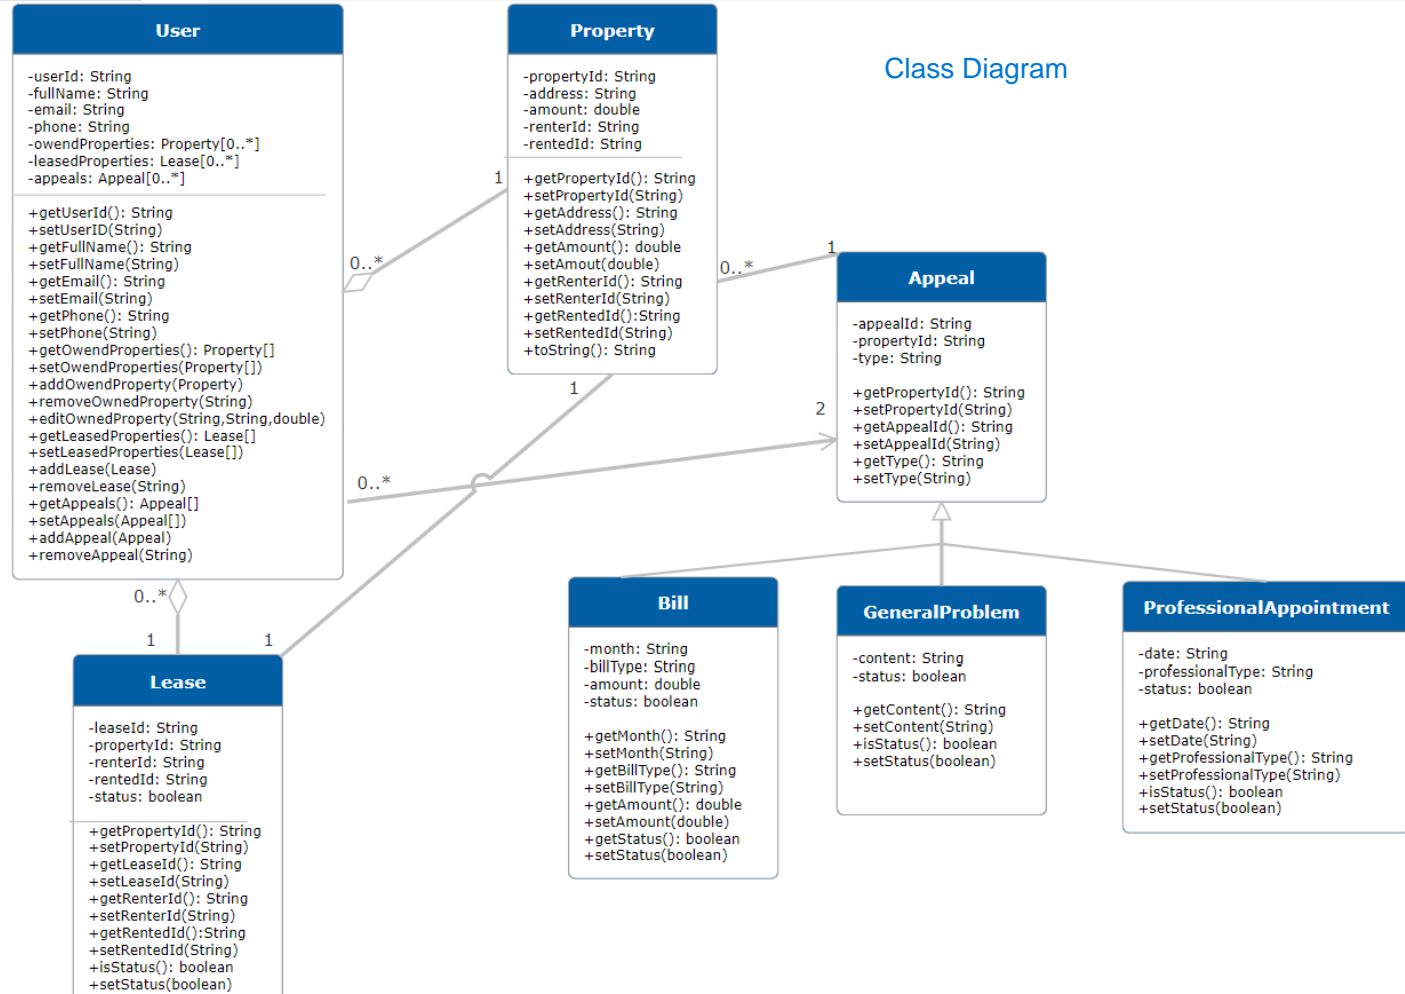 User
-userId: String
-fullName: String
-email: String
-phone: String
-owendProperties: Property[0..*]
-leasedProperties: Lease[0..*]
-appeals: Appeal[0..*]
+getUserId(): String
+setUserID(String)
+getFullName(): String
+setFullName(String)
+getEmail(): String
+setEmail(String)
+getPhone(): String
+setPhone(String)
+getOwendProperties(): Property[]
+setOwendProperties(Property[])
+addOwendProperty(Property)
+removeOwnedProperty(String)
+editOwnedProperty(String,String,double)
+getLeasedProperties(): Lease[]
+setLeasedProperties(Lease[])
+addLease(Lease)
+removeLease(String)
+getAppeals(): Appeal[]
+setAppeals(Appeal[])
+addAppeal(Appeal)
+removeAppeal(String)
Property
-propertyId: String
-address: String
-amount: double
-renterId: String
-rentedId: String
+getPropertyId(): String
+setPropertyId(String)
+getAddress(): String
+setAddress(String)
+getAmount(): double
+setAmout(double)
+getRenterId(): String
+setRenterId(String)
+getRentedId():String
+setRentedId(String)
+toString(): String
Class Diagram
1
0..*
0..*
1
1
2
0..*
0..*
1
1
Appeal
-appealId: String
-propertyId: String
-type: String
+getPropertyId(): String
+setPropertyId(String)
+getAppealId(): String
+setAppealId(String)
+getType(): String
+setType(String)
Lease
-leaseId: String
-propertyId: String
-renterId: String
-rentedId: String
-status: boolean
+getPropertyId(): String
+setPropertyId(String)
+getLeaseId(): String
+setLeaseId(String)
+getRenterId(): String
+setRenterId(String)
+getRentedId():String
+setRentedId(String)
+isStatus(): boolean
+setStatus(boolean)
Bill
-month: String
-billType: String
-amount: double
-status: boolean
+getMonth(): String
+setMonth(String)
+getBillType(): String
+setBillType(String)
+getAmount(): double
+setAmount(double)
+getStatus(): boolean
+setStatus(boolean)
GeneralProblem
-content: String
-status: boolean
+getContent(): String
+setContent(String)
+isStatus(): boolean
+setStatus(boolean)
ProfessionalAppointment
-date: String
-professionalType: String
-status: boolean
+getDate(): String
+setDate(String)
+getProfessionalType(): String
+setProfessionalType(String)
+isStatus(): boolean
+setStatus(boolean)